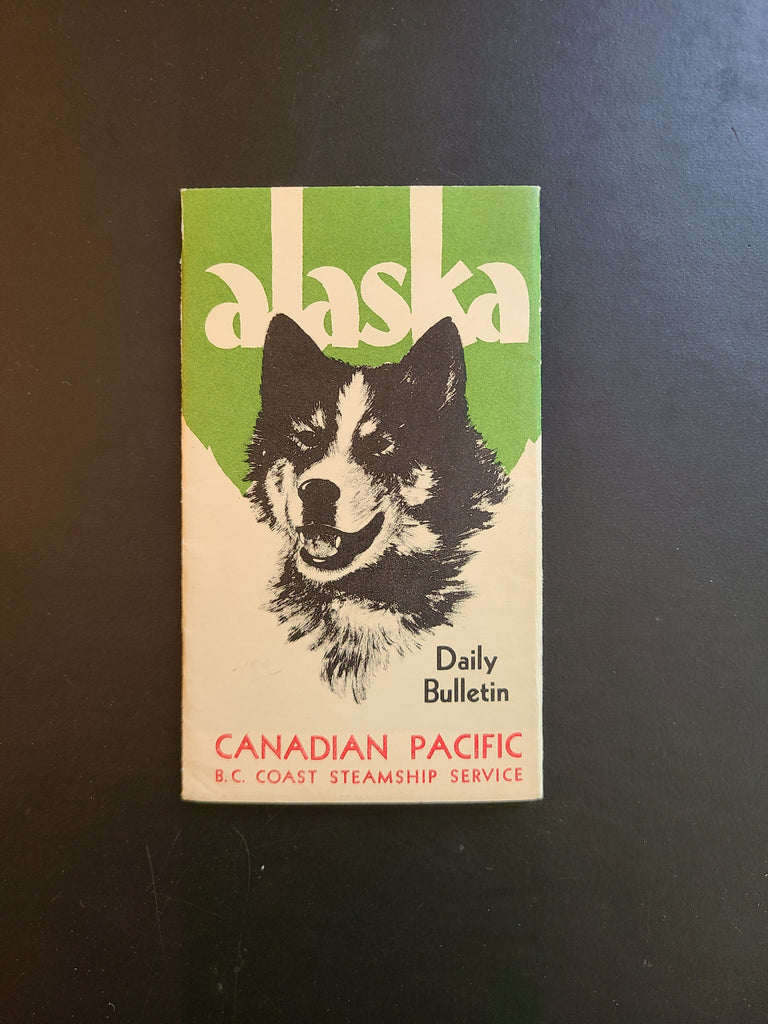 alaska
Daily
Bulletin
CANADIAN PACIFIC
B.C. COAST STEAMSHIP SERVICE